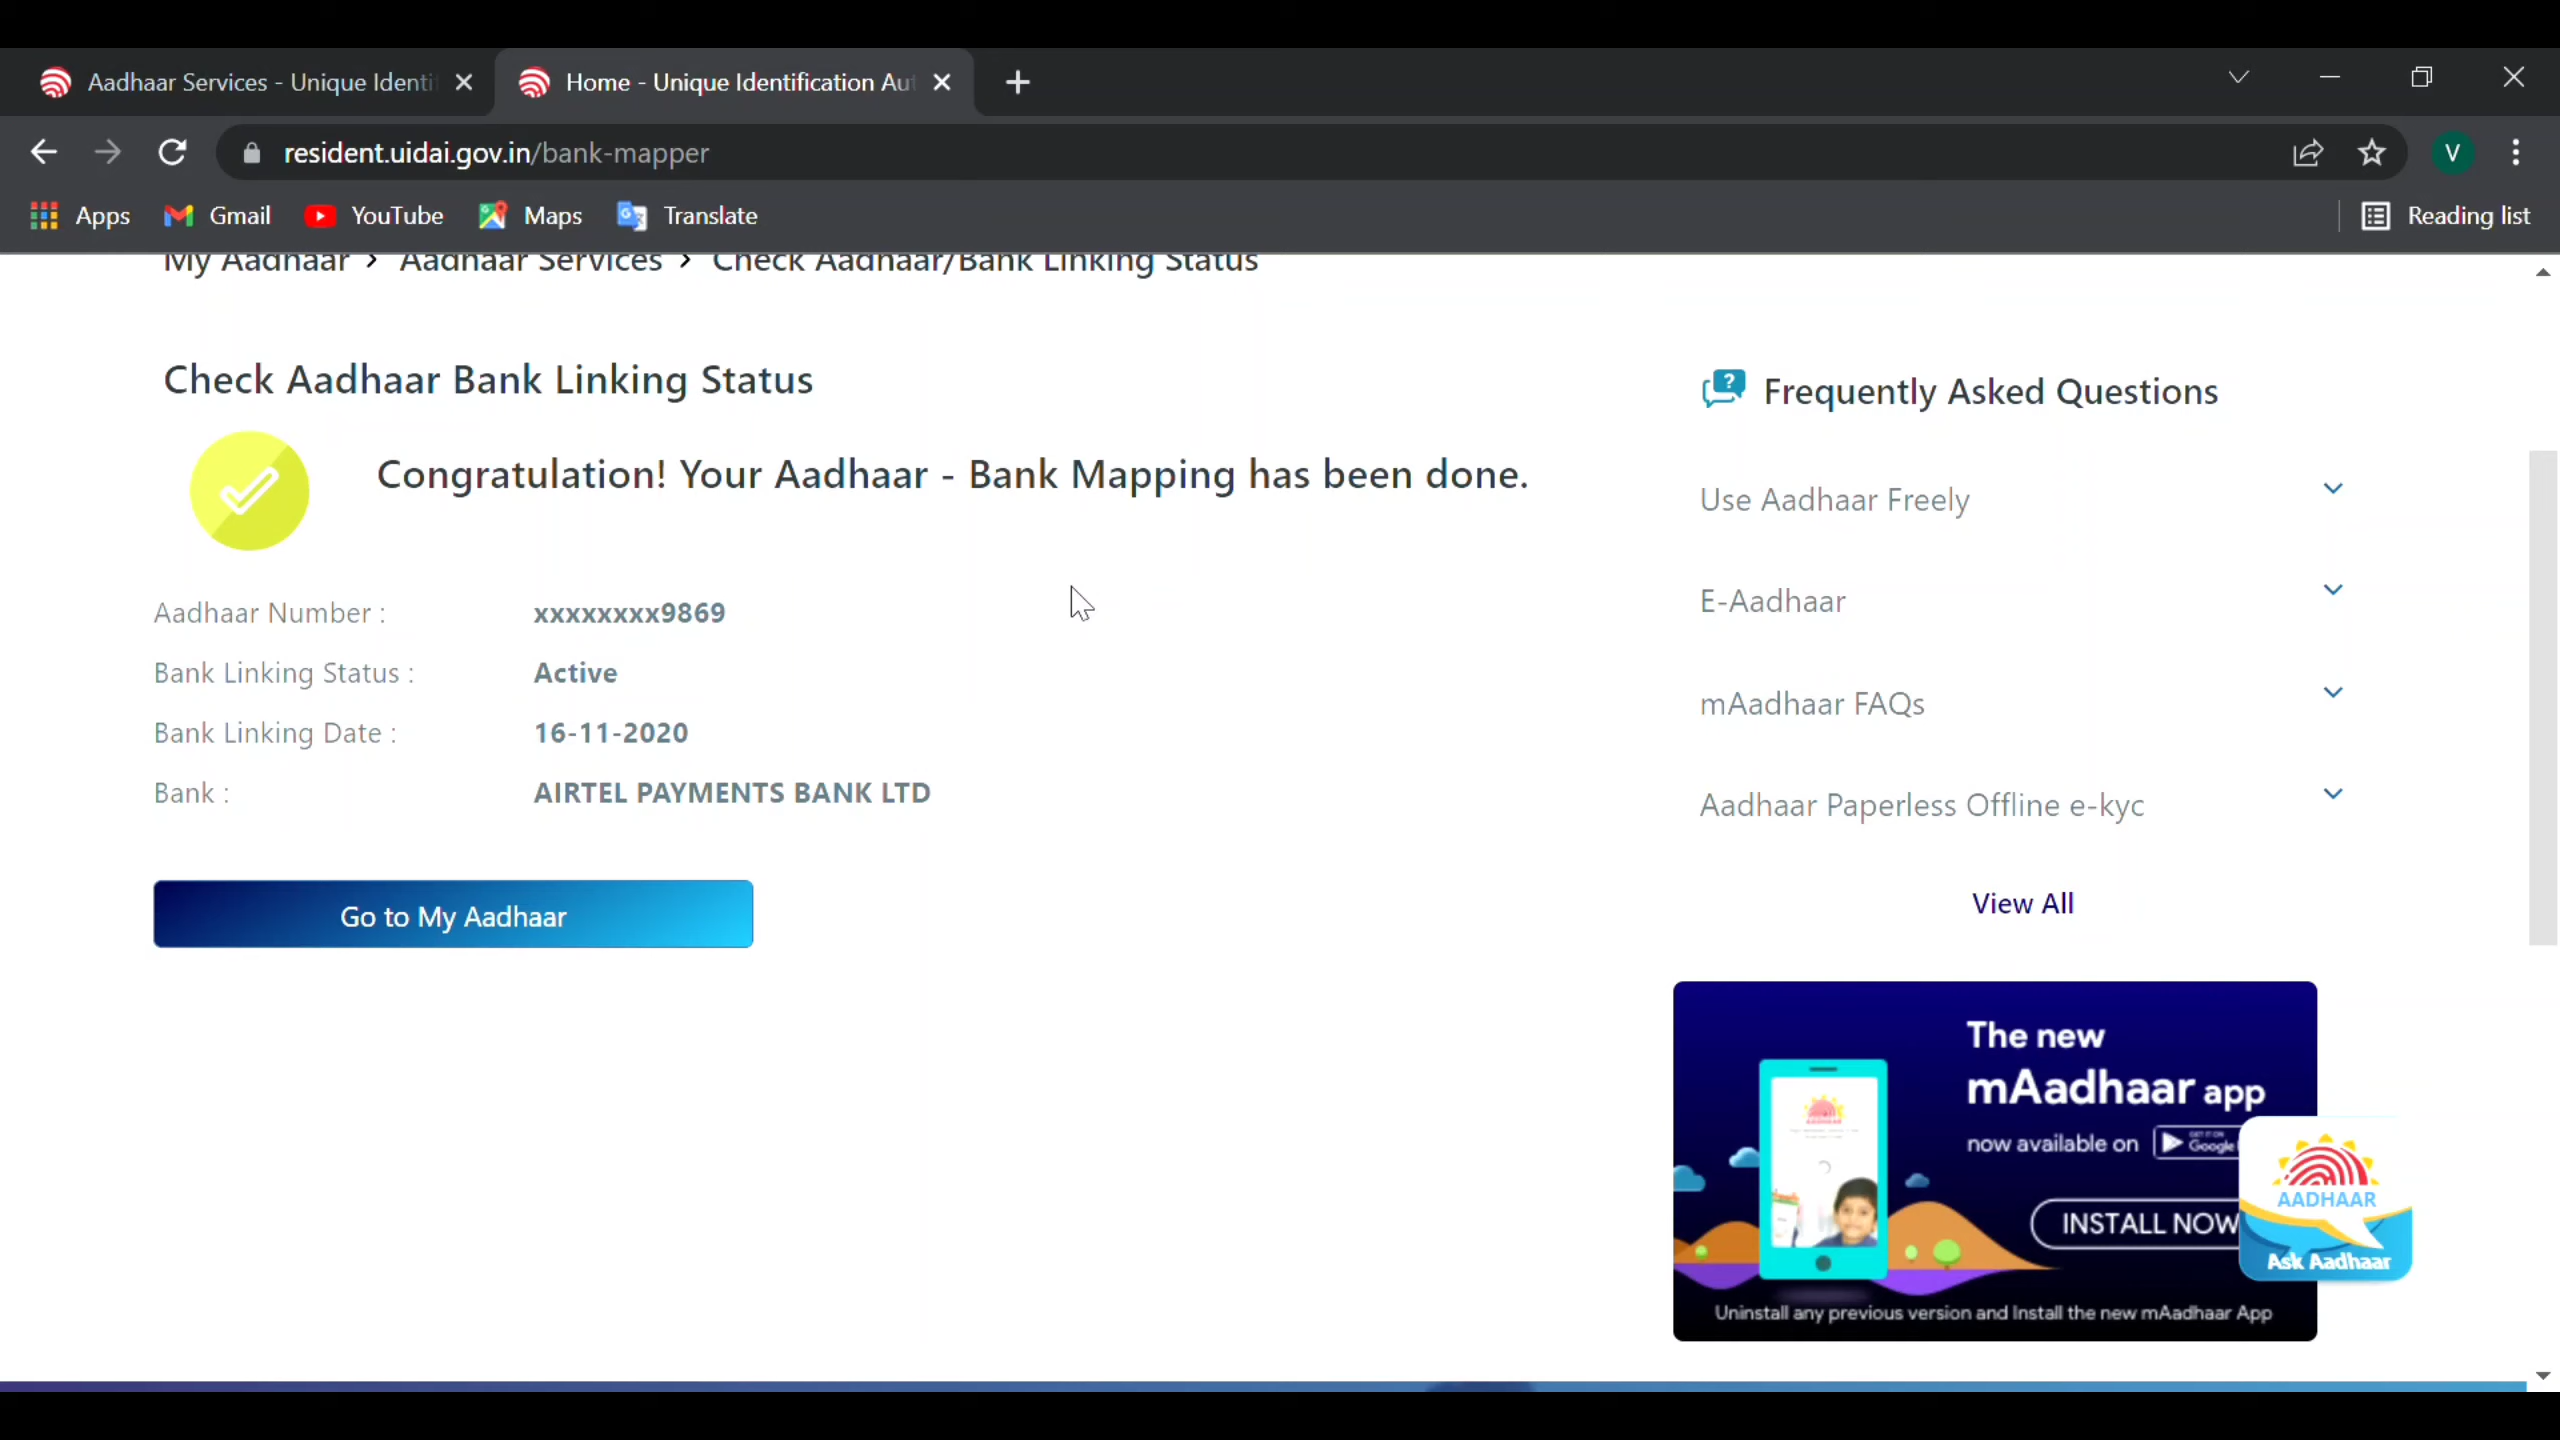 Aadhaar Services - Unique Identi
Home - Unique Identification Aut
resident.uidai.gov.in/bank-mapper
V
Apps
Gmail
YouTube
Maps
Translate
Reading list
My Aadhaar > Aadhaar Services > Check Aadhaar/Bank Linking Status
Check Aadhaar Bank Linking Status
Congratulation! Your Aadhaar - Bank Mapping has been done.
Aadhaar Number : xxxxxxxx9869
Bank Linking Status : Active
Bank Linking Date : 16-11-2020
Bank : AIRTEL PAYMENTS BANK LTD
Go to My Aadhaar
Frequently Asked Questions
Use Aadhaar Freely
E-Aadhaar
mAadhaar FAQs
Aadhaar Paperless Offline e-kyc
View All
The new
mAadhaar app
now available on GET IT ON Google
INSTALL NOW
Uninstall any previous version and Install the new mAadhaar App
AADHAAR
Ask Aadhaar